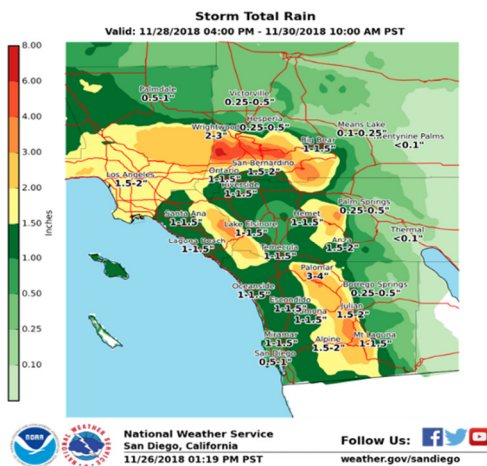 Storm Total Rain
Valid: 11/28/2018 04:00 PM - 11/30/2018 10:00 AM PST
8.00
6.00
4.00
3.00
2.00
1.50
1.00
0.50
0.25
0.10
Inches
Palmdale
0.5-1"
Victorville
0.25-0.5"
Hesperia
0.25-0.5"
Wrightwood
2-3"
Means Lake
0.1-0.25"
Twentynine Palms
<0.1"
Big Bear
1-1.5"
San Bernardino
1.5-2"
Los Angeles
1.5-2"
Ontario
1-1.5"
Riverside
1-1.5"
Palm Springs
0.25-0.5"
Santa Ana
1-1.5"
Lake Elsinore
1-1.5"
Hemet
1-1.5"
Thermal
<0.1"
Laguna Beach
1-1.5"
Temecula
1-1.5"
Anza
1.5-2"
Palomar
3-4"
Oceanside
1-1.5"
Borrego Springs
0.25-0.5"
Escondido
1-1.5"
Ramona
1-1.5"
Julian
1.5-2"
Miramar
1-1.5"
Alpine
1.5-2"
Mt Laguna
1-1.5"
San Diego
0.5-1"
NOAA
NATIONAL WEATHER SERVICE
National Weather Service
San Diego, California
11/26/2018 01:19 PM PST
Follow Us:
weather.gov/sandiego